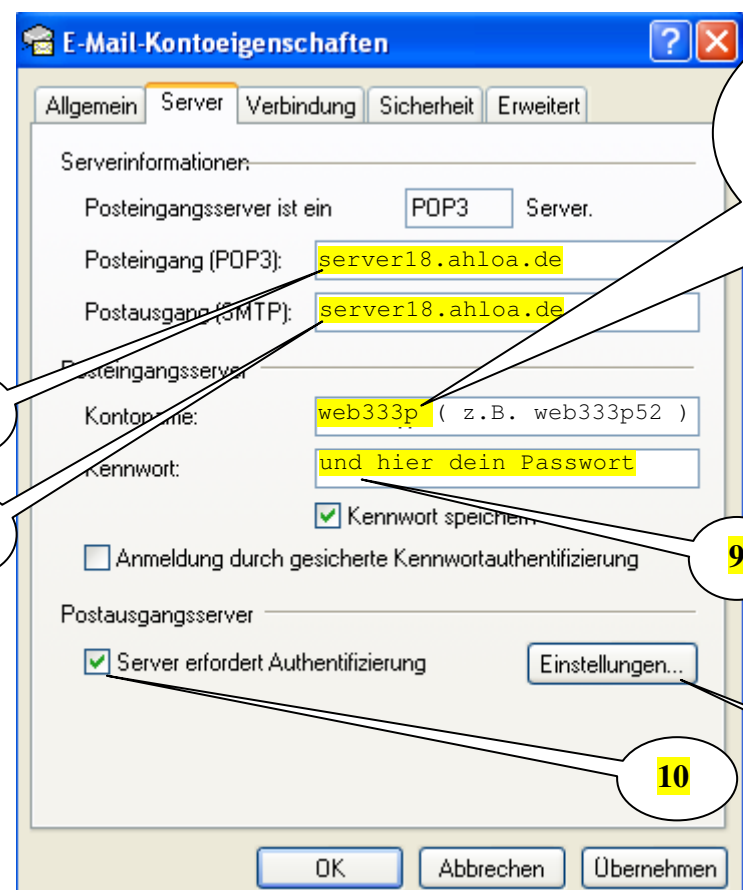 E-Mail-Kontoeigenschaften
Allgemein Server Verbindung Sicherheit Erweitert
Serverinformationen
Posteingangsserver ist ein POP3 Server.
Posteingang (POP3): server18.ahloa.de
Postausgang (SMTP): server18.ahloa.de
Posteingangsserver
Kontoname: web333p ( z.B. web333p52 )
Kennwort: und hier dein Passwort
Kennwort speichern
9
Anmeldung durch gesicherte Kennwortauthentifizierung
Postausgangsserver
Server erfordert Authentifizierung Einstellungen...
10
OK Abbrechen Übernehmen